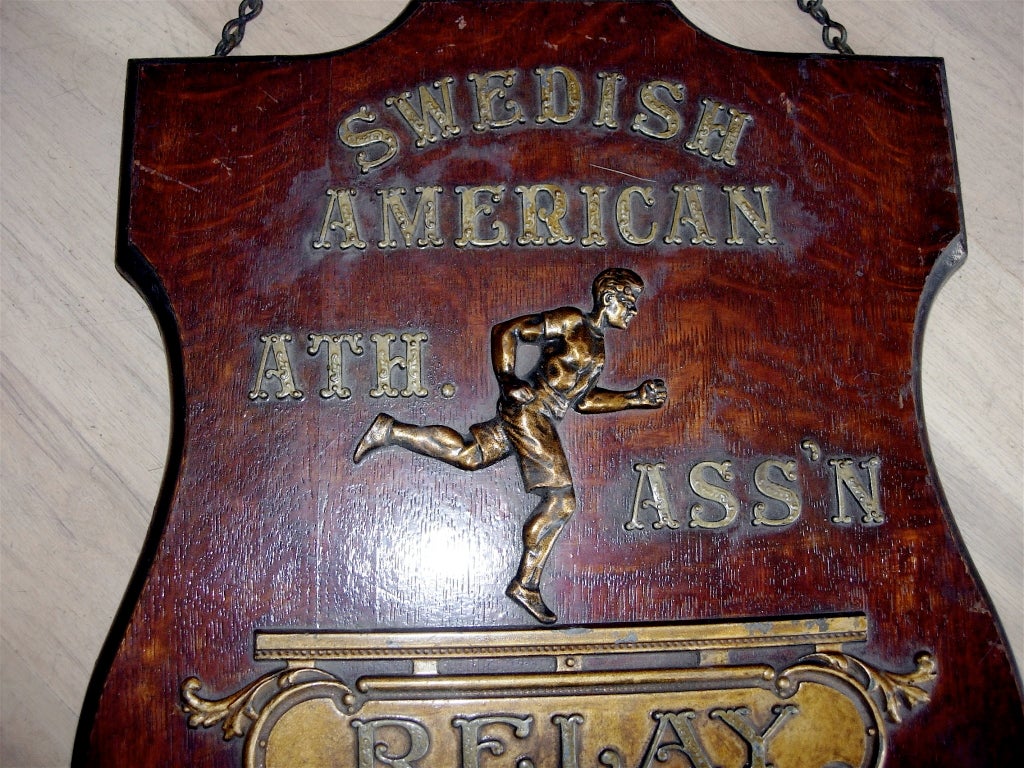 SWEDISH
AMERICAN
ATH.
ASS'N
RELAY